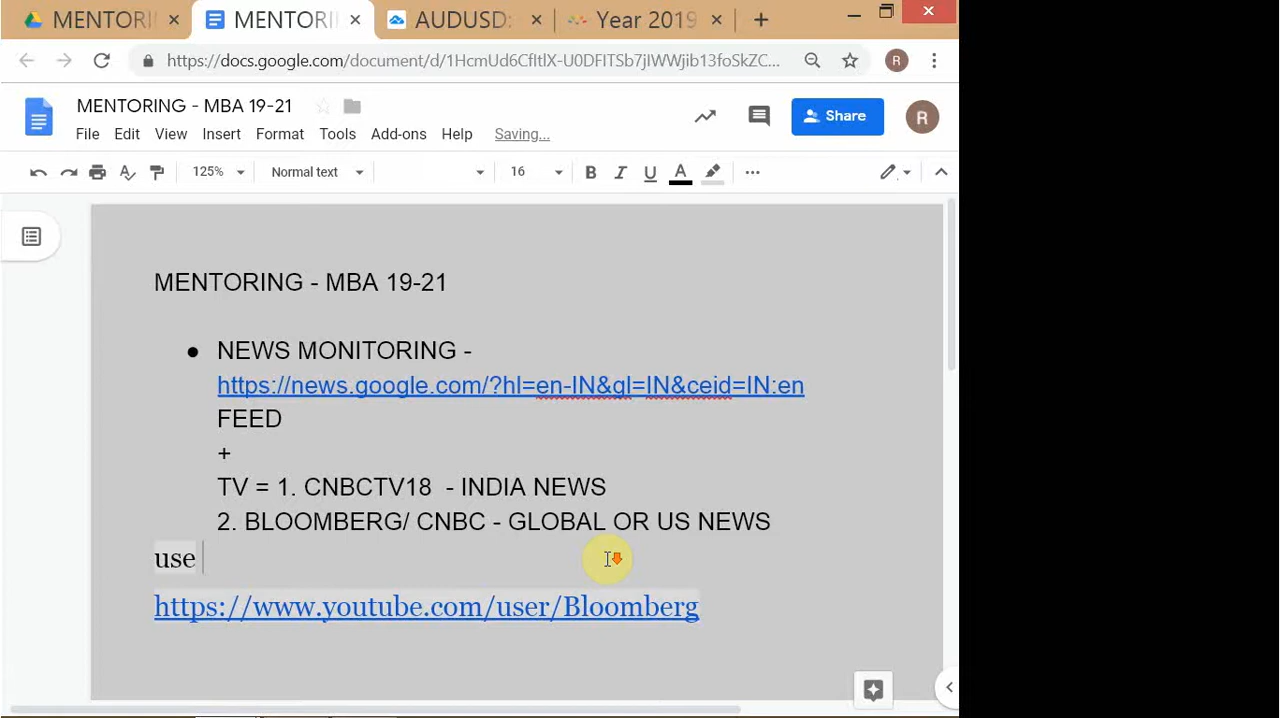 MENTORI
MENTORI
AUDUSD:
Year 2019
https://docs.google.com/document/d/1HcmUd6CfItlX-U0DFITSb7jIWWjib13foSkZC...
R
MENTORING - MBA 19-21
Share
R
File Edit View Insert Format Tools Add-ons Help Saving...
125% Normal text 16 B I U A
MENTORING - MBA 19-21
● NEWS MONITORING -
https://news.google.com/?hl=en-IN&gl=IN&ceid=IN:en
FEED
+
TV = 1. CNBCTV18 - INDIA NEWS
2. BLOOMBERG/ CNBC - GLOBAL OR US NEWS
use
https://www.youtube.com/user/Bloomberg